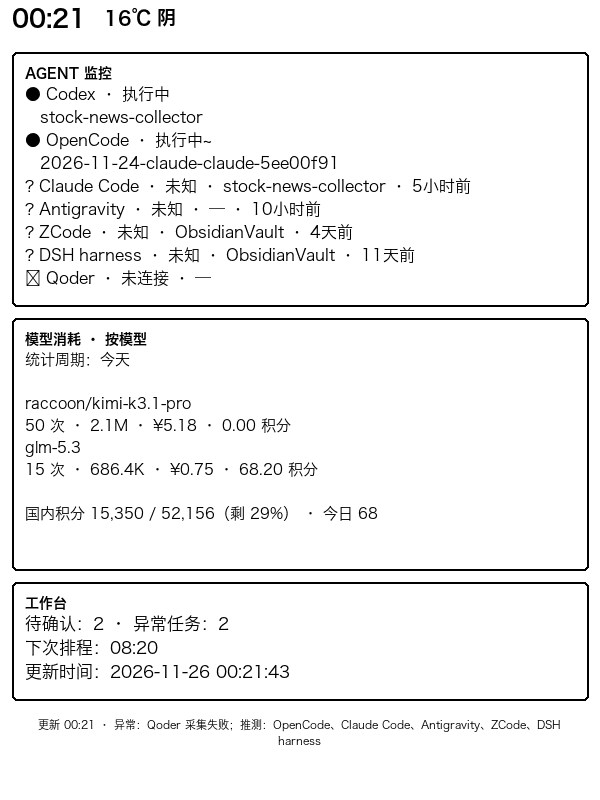 00:21 16℃ 阴
AGENT 监控
● Codex · 执行中
stock-news-collector
● OpenCode · 执行中~
2026-11-24-claude-claude-5ee00f91
? Claude Code · 未知 · stock-news-collector · 5小时前
? Antigravity · 未知 · — · 10小时前
? ZCode · 未知 · ObsidianVault · 4天前
? DSH harness · 未知 · ObsidianVault · 11天前
☒ Qoder · 未连接 · —
模型消耗 · 按模型
统计周期：今天
raccoon/kimi-k3.1-pro
50 次 · 2.1M · ¥5.18 · 0.00 积分
glm-5.3
15 次 · 686.4K · ¥0.75 · 68.20 积分
国内积分 15,350 / 52,156（剩 29%） · 今日 68
工作台
待确认：2 · 异常任务：2
下次排程：08:20
更新时间：2026-11-26 00:21:43
更新 00:21 · 异常：Qoder 采集失败；推测：OpenCode、Claude Code、Antigravity、ZCode、DSH
harness